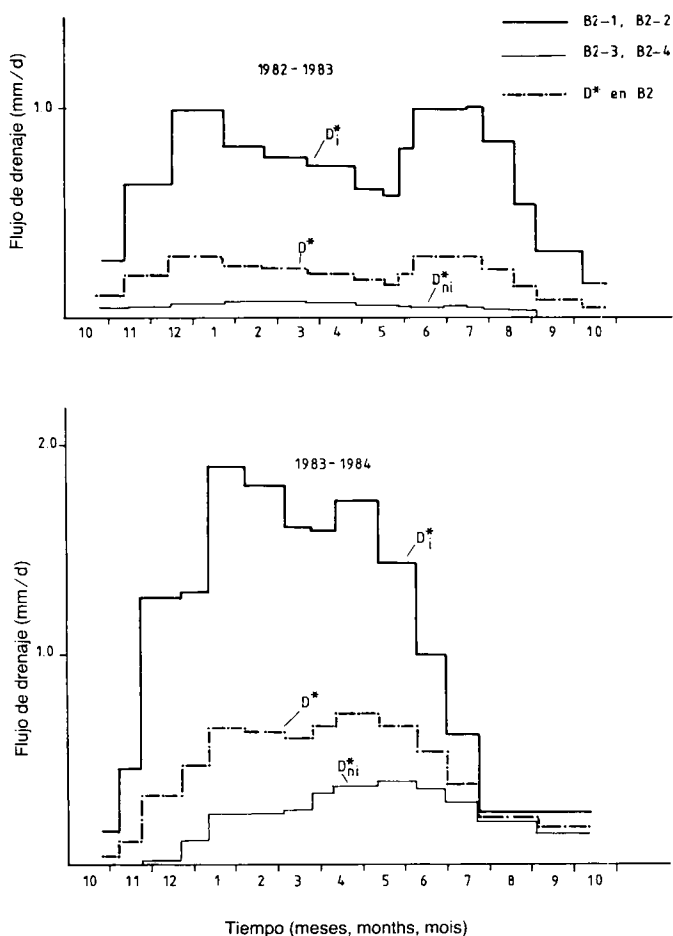 B2-1, B2-2
B2-3, B2-4
D* en B2
1982-1983
Flujo de drenaje (mm/d)
1.0
D*i
D*
D*ni
10 11 12 1 2 3 4 5 6 7 8 9 10
2.0
1983-1984
Flujo de drenaje (mm/d)
1.0
D*i
D*
D*ni
10 11 12 1 2 3 4 5 6 7 8 9 10
Tiempo (meses, months, mois)